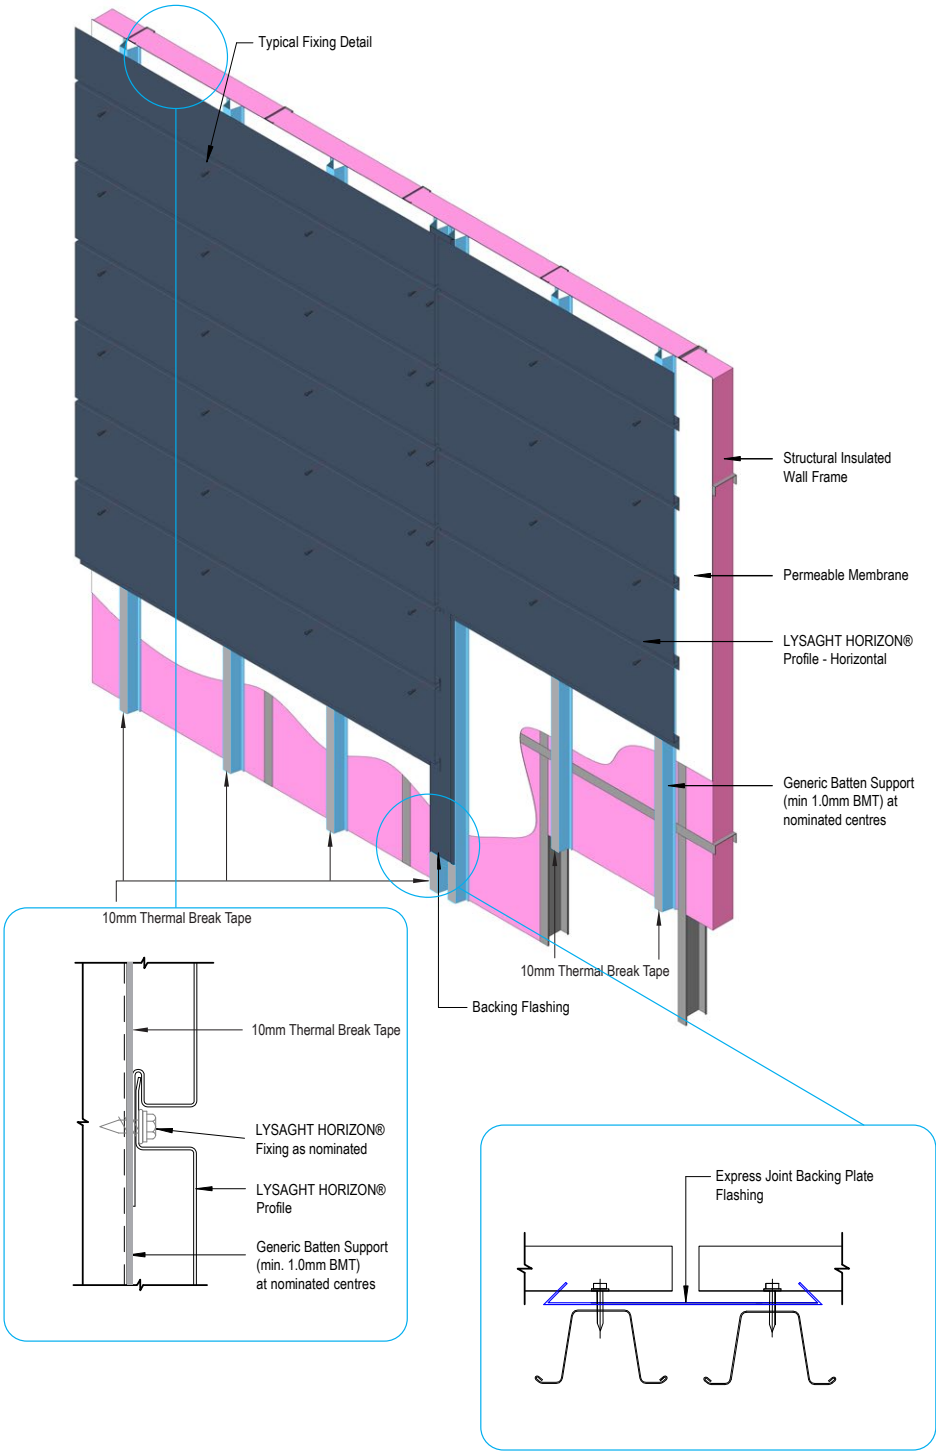 Typical Fixing Detail
Structural Insulated
Wall Frame
Permeable Membrane
LYSAGHT HORIZON®
Profile - Horizontal
Generic Batten Support
(min 1.0mm BMT) at
nominated centres
10mm Thermal Break Tape
10mm Thermal Break Tape
Backing Flashing
10mm Thermal Break Tape
LYSAGHT HORIZON®
Fixing as nominated
LYSAGHT HORIZON®
Profile
Generic Batten Support
(min. 1.0mm BMT)
at nominated centres
Express Joint Backing Plate
Flashing